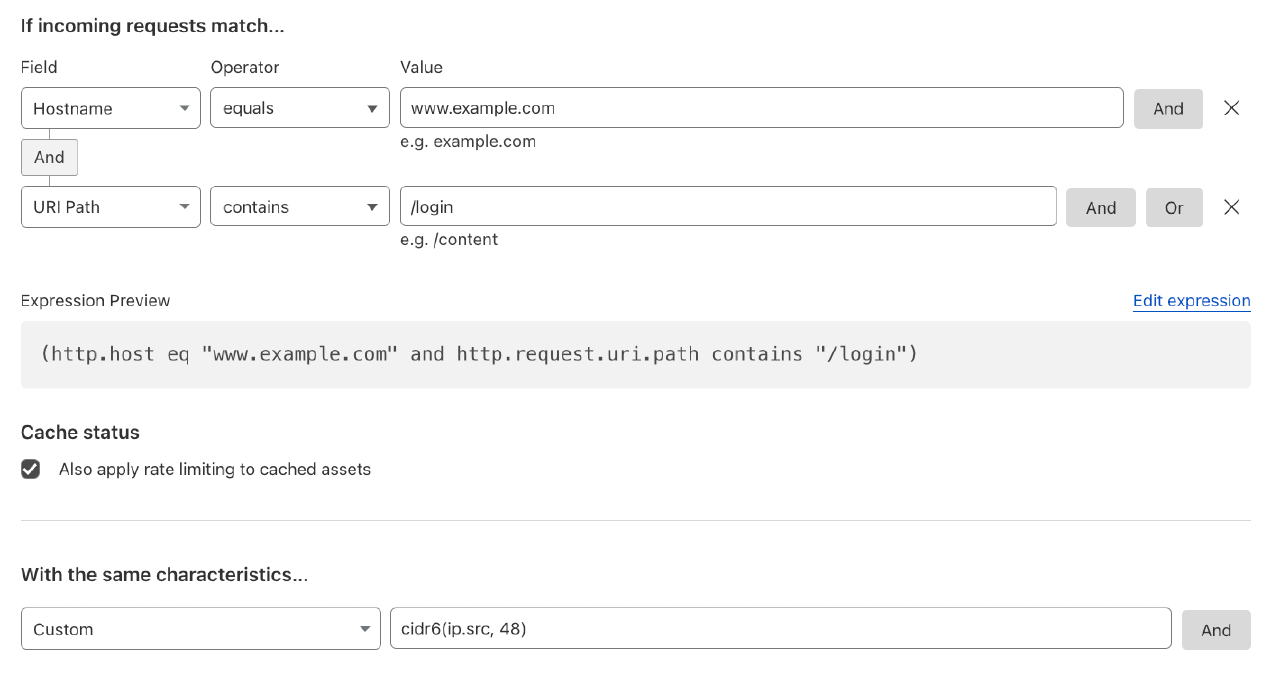 If incoming requests match...
Field Operator Value
Hostname equals www.example.com And
e.g. example.com
And
URI Path contains /login And Or
e.g. /content
Expression Preview Edit expression
(http.host eq "www.example.com" and http.request.uri.path contains "/login")
Cache status
Also apply rate limiting to cached assets
With the same characteristics...
Custom cidr6(ip.src, 48) And